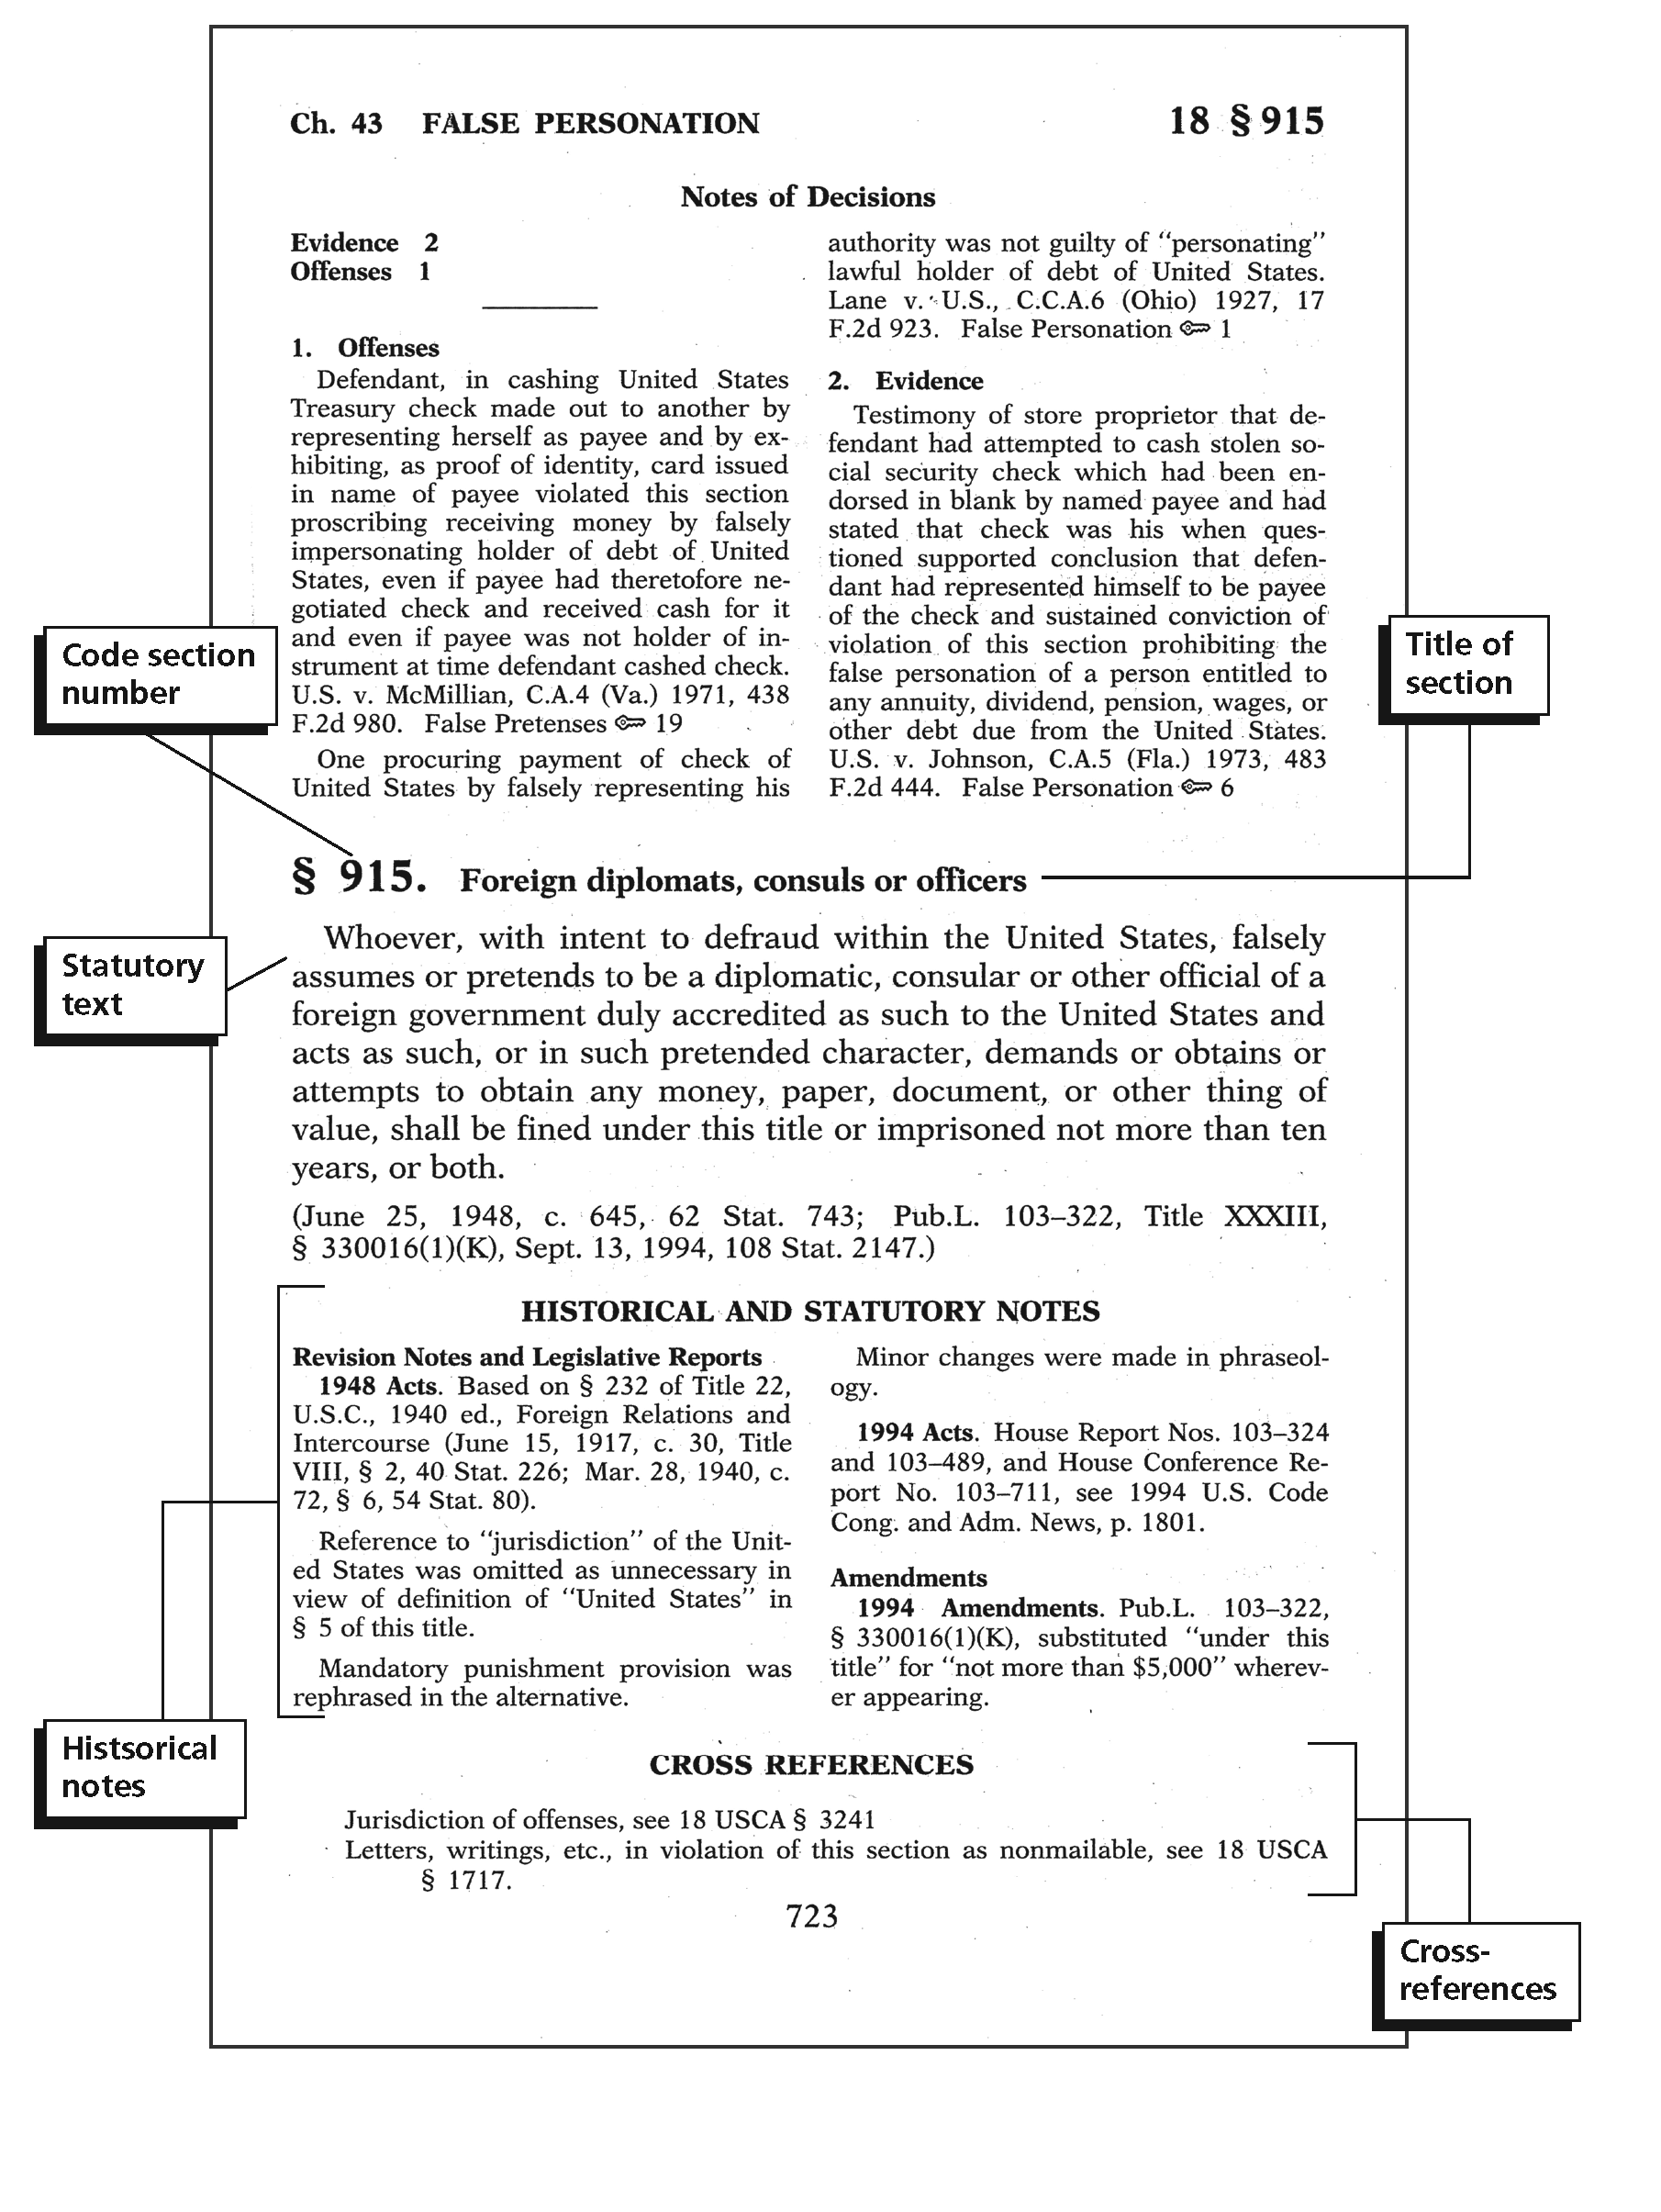 Ch. 43 FALSE PERSONATION 18 § 915
Notes of Decisions
Evidence 2
Offenses 1
1. Offenses
Defendant, in cashing United States
Treasury check made out to another by
representing herself as payee and by ex-
hibiting, as proof of identity, card issued
in name of payee violated this section
proscribing receiving money by falsely
impersonating holder of debt of United
States, even if payee had theretofore ne-
gotiated check and received cash for it
and even if payee was not holder of in-
strument at time defendant cashed check.
U.S. v. McMillian, C.A.4 (Va.) 1971, 438
F.2d 980. False Pretenses 19
One procuring payment of check of
United States by falsely representing his
authority was not guilty of “personating”
lawful holder of debt of United States.
Lane v. U.S., C.C.A.6 (Ohio) 1927, 17
F.2d 923. False Personation 1
2. Evidence
Testimony of store proprietor that de-
fendant had attempted to cash stolen so-
cial security check which had been en-
dorsed in blank by named payee and had
stated that check was his when ques-
tioned supported conclusion that defen-
dant had represented himself to be payee
of the check and sustained conviction of
violation of this section prohibiting the
false personation of a person entitled to
any annuity, dividend, pension, wages, or
other debt due from the United States.
U.S. v. Johnson, C.A.5 (Fla.) 1973, 483
F.2d 444. False Personation 6
Code section
number
Title of
section
§ 915. Foreign diplomats, consuls or officers
Statutory
text
Whoever, with intent to defraud within the United States, falsely
assumes or pretends to be a diplomatic, consular or other official of a
foreign government duly accredited as such to the United States and
acts as such, or in such pretended character, demands or obtains or
attempts to obtain any money, paper, document, or other thing of
value, shall be fined under this title or imprisoned not more than ten
years, or both.
(June 25, 1948, c. 645, 62 Stat. 743; Pub.L. 103–322, Title XXXIII,
§ 330016(1)(K), Sept. 13, 1994, 108 Stat. 2147.)
HISTORICAL AND STATUTORY NOTES
Revision Notes and Legislative Reports
1948 Acts. Based on § 232 of Title 22,
U.S.C., 1940 ed., Foreign Relations and
Intercourse (June 15, 1917, c. 30, Title
VIII, § 2, 40 Stat. 226; Mar. 28, 1940, c.
72, § 6, 54 Stat. 80).
Reference to “jurisdiction” of the Unit-
ed States was omitted as unnecessary in
view of definition of “United States” in
§ 5 of this title.
Mandatory punishment provision was
rephrased in the alternative.
Minor changes were made in phraseol-
ogy.
1994 Acts. House Report Nos. 103–324
and 103–489, and House Conference Re-
port No. 103–711, see 1994 U.S. Code
Cong. and Adm. News, p. 1801.
Amendments
1994 Amendments. Pub.L. 103–322,
§ 330016(1)(K), substituted “under this
title” for “not more than $5,000” wherev-
er appearing.
Histsorical
notes
CROSS REFERENCES
Jurisdiction of offenses, see 18 USCA § 3241
Letters, writings, etc., in violation of this section as nonmailable, see 18 USCA
§ 1717.
723
Cross-
references